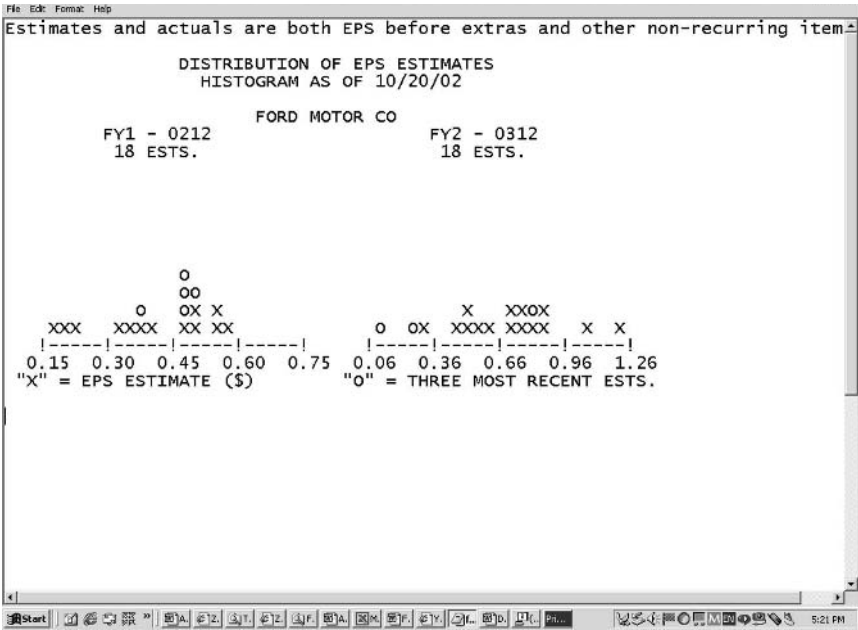 File Edit Format Help
Estimates and actuals are both EPS before extras and other non-recurring item
DISTRIBUTION OF EPS ESTIMATES
HISTOGRAM AS OF 10/20/02
FORD MOTOR CO
FY1 - 0212 FY2 - 0312
18 ESTS. 18 ESTS.
O
OO
O OX X X XXOX
XXX XXXX XX XX O OX XXXX XXXX X X
!-----!-----!-----!-----! !-----!-----!-----!-----!
0.15 0.30 0.45 0.60 0.75 0.06 0.36 0.66 0.96 1.26
"X" = EPS ESTIMATE ($) "O" = THREE MOST RECENT ESTS.
Start 5:21 PM